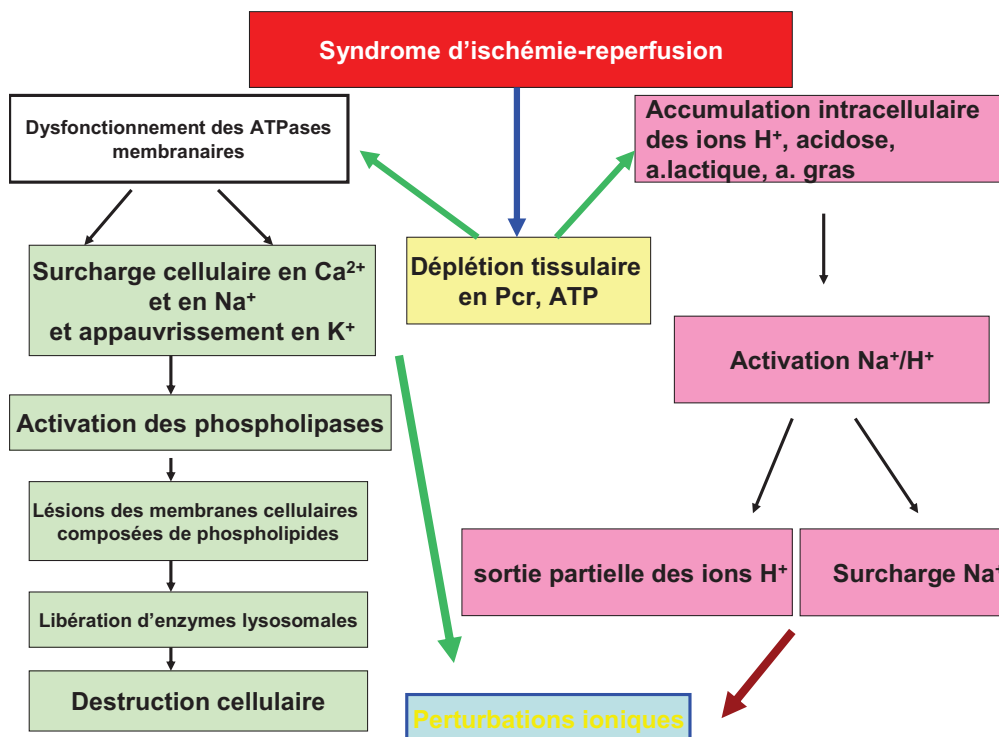 Syndrome d'ischémie-reperfusion
Dysfonctionnement des ATPases
membranaires
Accumulation intracellulaire
des ions H⁺, acidose,
a.lactique, a. gras
Surcharge cellulaire en Ca²⁺
et en Na⁺
et appauvrissement en K⁺
Déplétion tissulaire
en Pcr, ATP
Activation Na⁺/H⁺
Activation des phospholipases
Lésions des membranes cellulaires
composées de phospholipides
sortie partielle des ions H⁺
Surcharge Na⁺
Libération d'enzymes lysosomales
Destruction cellulaire
Perturbations ioniques